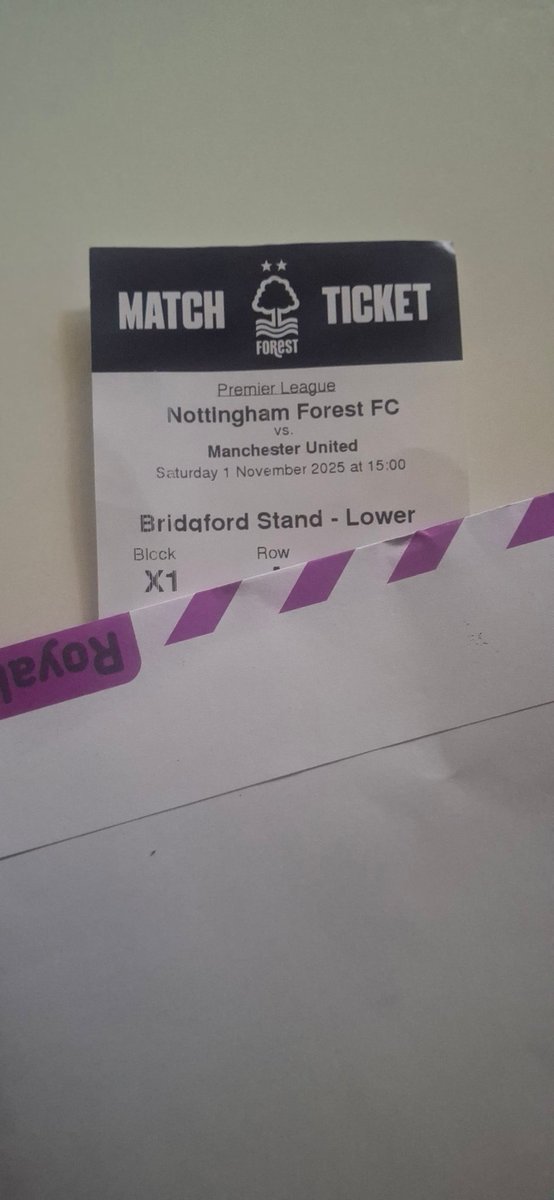 MATCH FOREST TICKET
Premier League
Nottingham Forest FC
vs.
Manchester United
Saturday 1 November 2025 at 15:00
Bridgford Stand - Lower
Block Row
X1
Royal